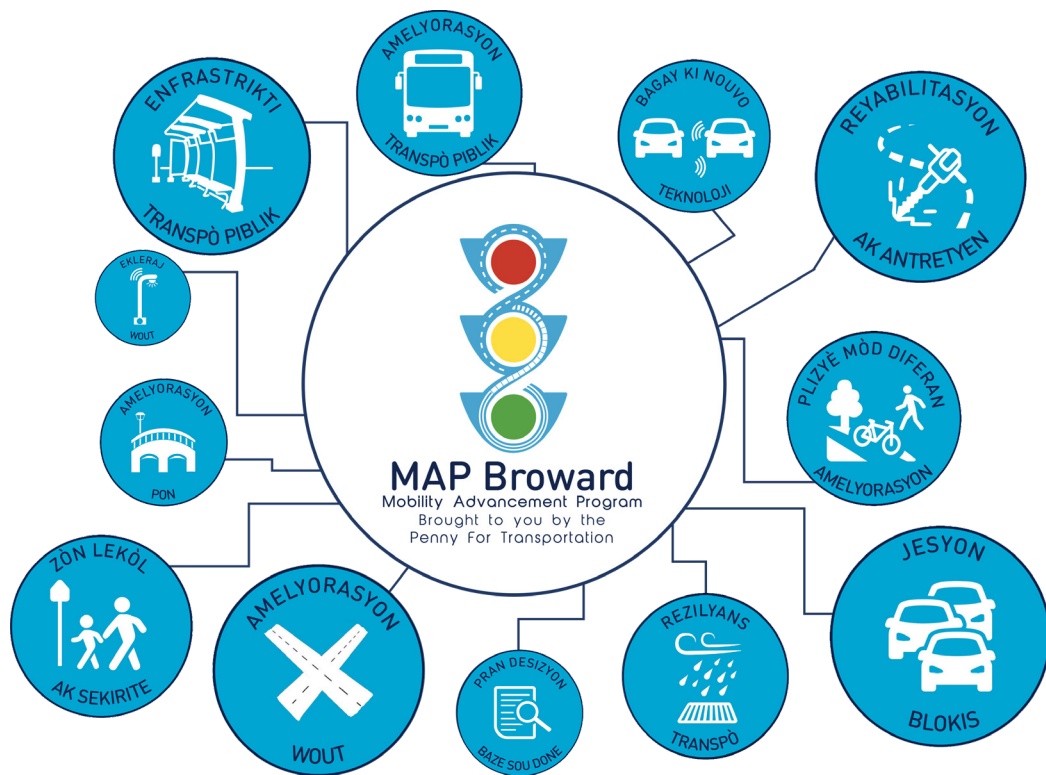 ENFRASTRIKTI
TRANSPÒ PIBLIK
AMELYORASYON
TRANSPÒ PIBLIK
BAGAY KI NOUVO
TEKNOLOJI
REYABILITASYON
AK ANTRETYEN
EKLERAJ
WOUT
AMELYORASYON
PON
PLIZYÈ MÒD DIFERAN
AMELYORASYON
MAP Broward
Mobility Advancement Program
Brought to you by the
Penny For Transportation
ZÒN LEKÒL
AK SEKIRITE
AMELYORASYON
WOUT
PRAN DESIZYON
BAZE SOU DONE
REZILYANS
TRANSPÒ
JESYON
BLOKIS